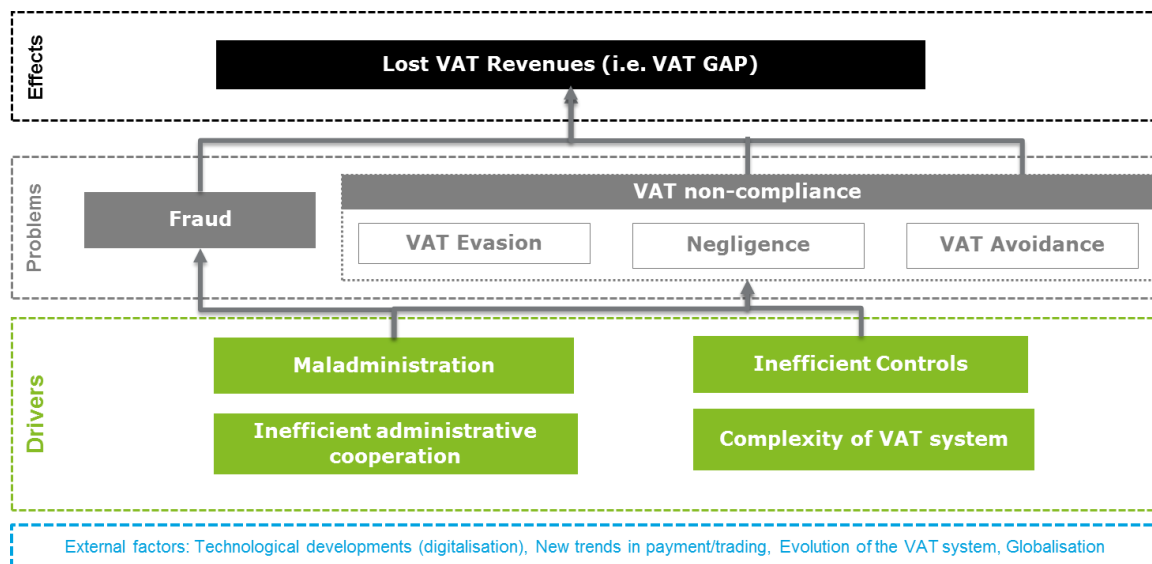 Effects
Lost VAT Revenues (i.e. VAT GAP)
Problems
Fraud
VAT non-compliance
VAT Evasion
Negligence
VAT Avoidance
Drivers
Maladministration
Inefficient Controls
Inefficient administrative
cooperation
Complexity of VAT system
External factors: Technological developments (digitalisation), New trends in payment/trading, Evolution of the VAT system, Globalisation